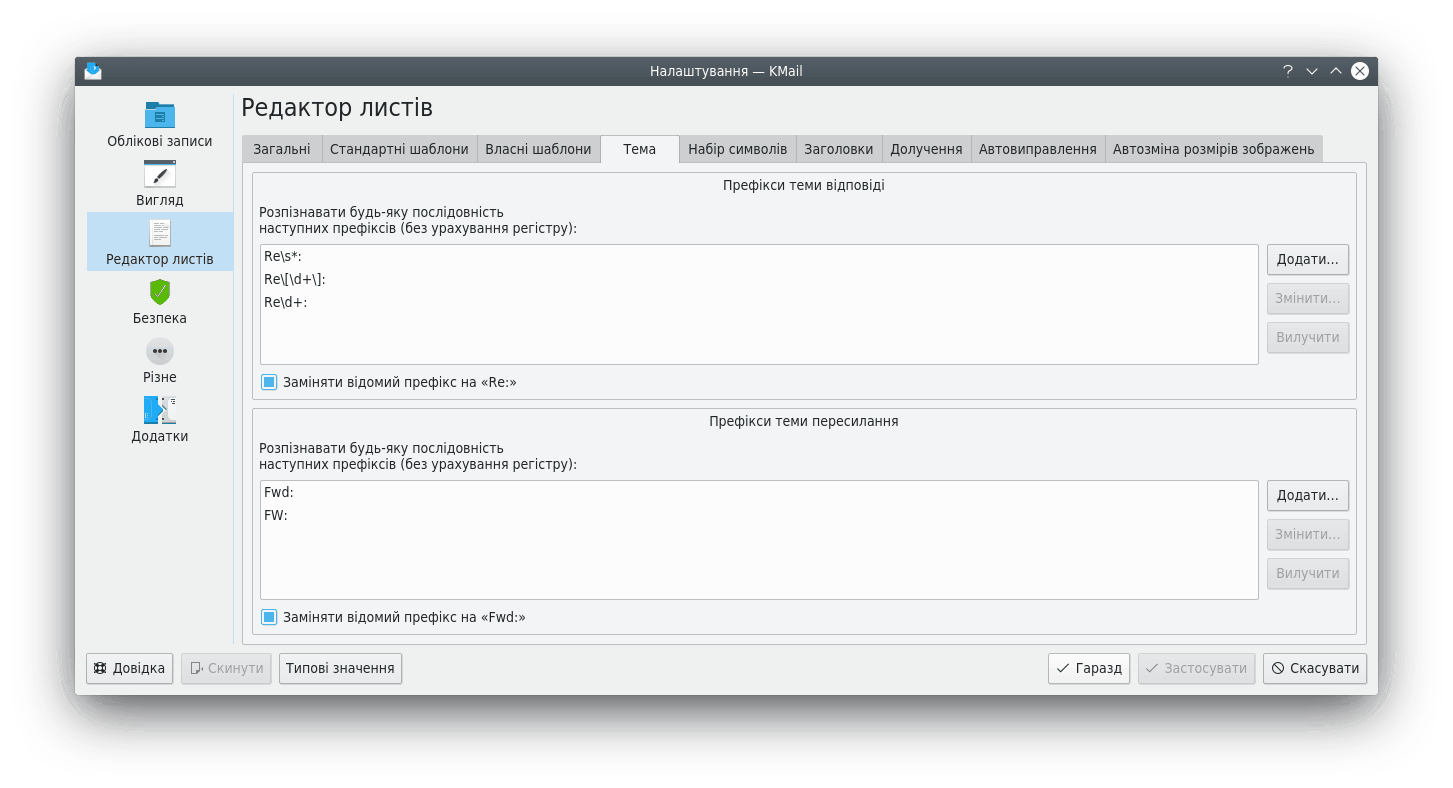 Налаштування — KMail
Облікові записи
Вигляд
Редактор листів
Безпека
Різне
Додатки
Редактор листів
Загальні
Стандартні шаблони
Власні шаблони
Тема
Набір символів
Заголовки
Долучення
Автовиправлення
Автозміна розмірів зображень
Префікси теми відповіді
Розпізнавати будь-яку послідовність
наступних префіксів (без урахування регістру):
Re\s*:
Re\[\d+\]:
Re\d+:
Додати...
Змінити...
Вилучити
Заміняти відомий префікс на «Re:»
Префікси теми пересилання
Розпізнавати будь-яку послідовність
наступних префіксів (без урахування регістру):
Fwd:
FW:
Додати...
Змінити...
Вилучити
Заміняти відомий префікс на «Fwd:»
Довідка
Скинути
Типові значення
Гаразд
Застосувати
Скасувати